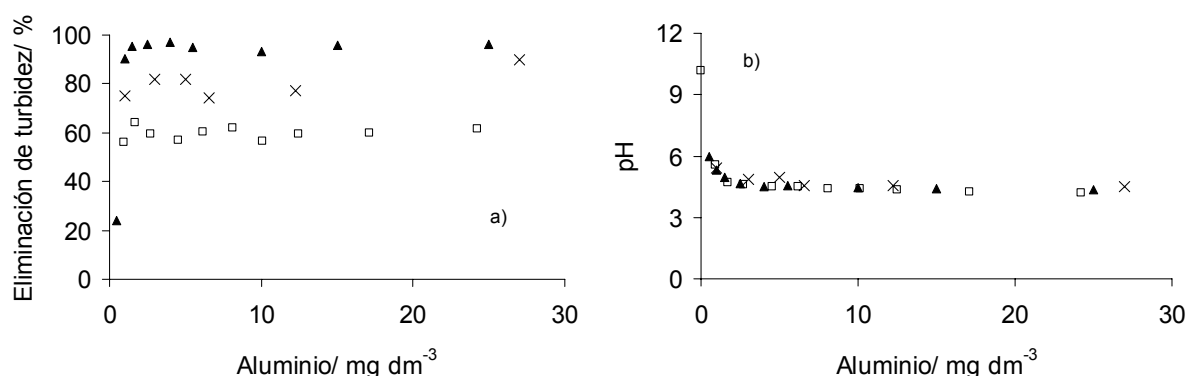 Eliminación de turbidez/ %
100
80
60
40
20
0
a)
0 10 20 30
Aluminio/ mg dm-3
pH
12
9
6
3
0
b)
0 10 20 30
Aluminio/ mg dm-3